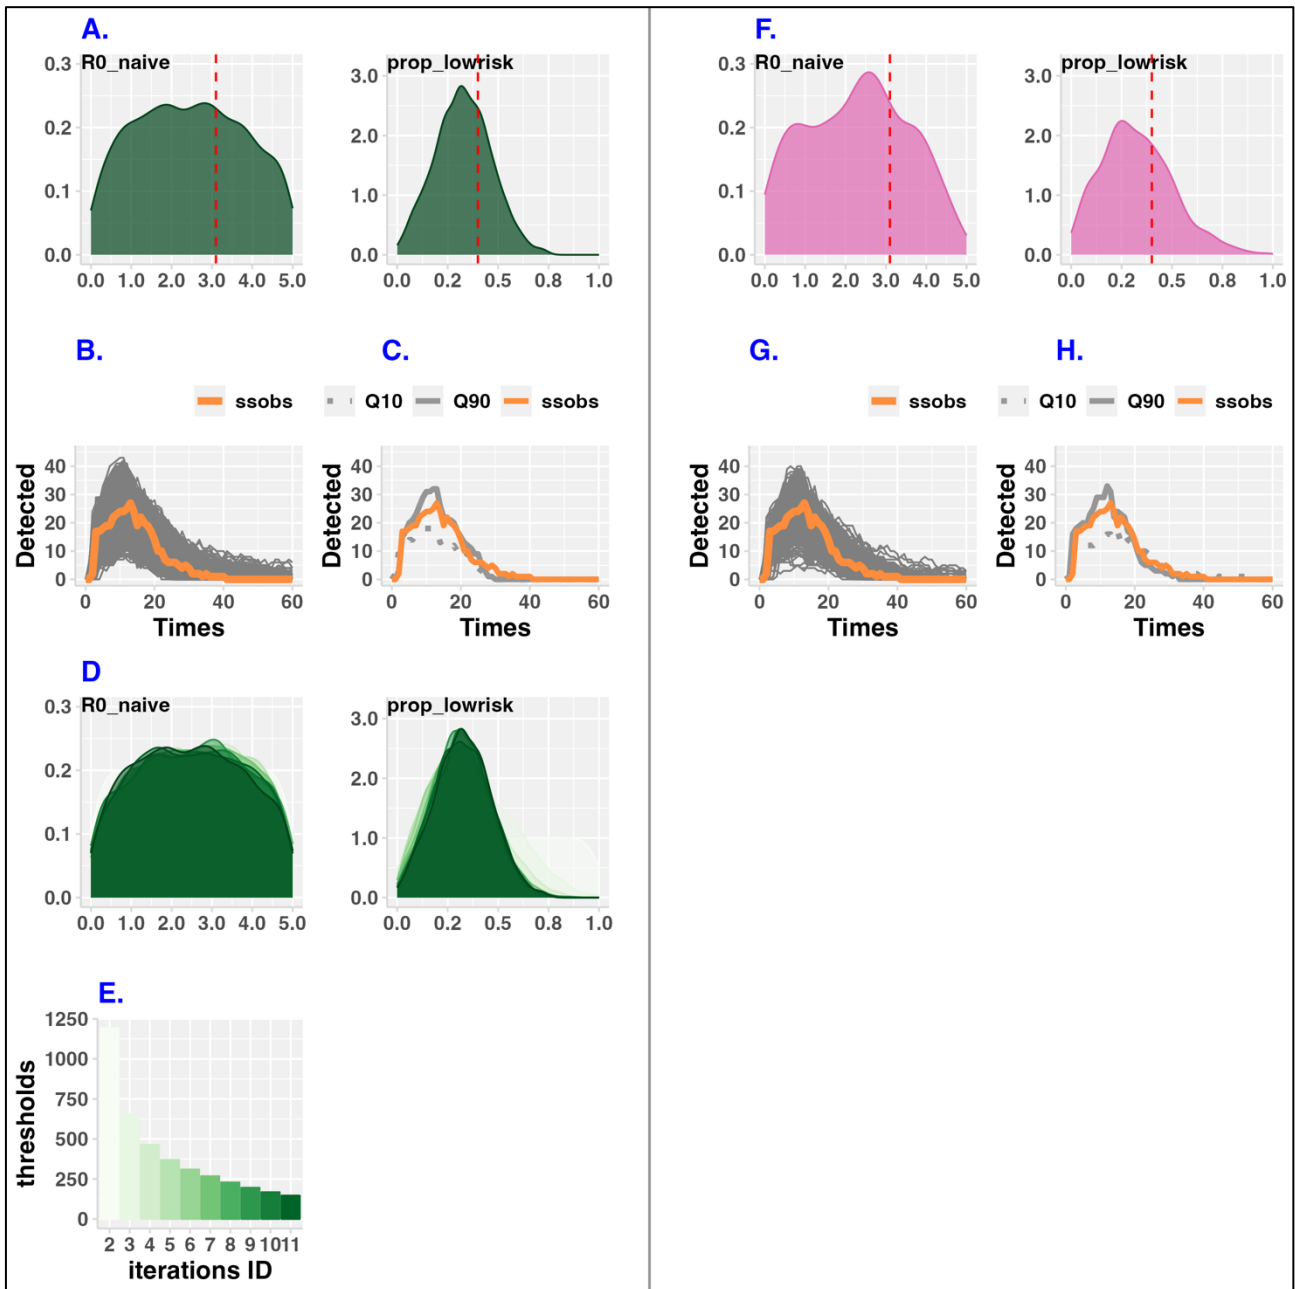 A.
F.
R0_naive
prop_lowrisk
R0_naive
prop_lowrisk
0.3
0.2
0.1
0.0
0.0 1.0 2.0 3.0 4.0 5.0
3.0
2.0
1.0
0.0
0.0 0.2 0.5 0.8 1.0
0.3
0.2
0.1
0.0
0.0 1.0 2.0 3.0 4.0 5.0
3.0
2.0
1.0
0.0
0.0 0.2 0.5 0.8 1.0
B.
C.
G.
H.
ssobs
Q10 Q90 ssobs
ssobs
Q10 Q90 ssobs
Detected
40
30
20
10
0
0 20 40 60
Times
Detected
40
30
20
10
0
0 20 40 60
Times
Detected
40
30
20
10
0
0 20 40 60
Times
Detected
40
30
20
10
0
0 20 40 60
Times
D
R0_naive
prop_lowrisk
0.3
0.2
0.1
0.0
0.0 1.0 2.0 3.0 4.0 5.0
3.0
2.0
1.0
0.0
0.0 0.2 0.5 0.8 1.0
E.
thresholds
1250
1000
750
500
250
0
2 3 4 5 6 7 8 9 10 11
iterations ID